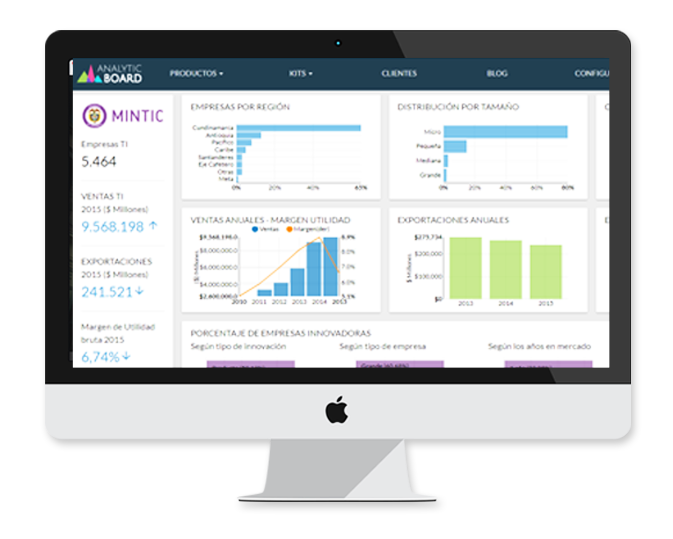 ANALYTIC
BOARD
PRODUCTOS
KITS
CLIENTES
BLOG
CONFIGU
MINTIC
Empresas TI
5,464
VENTAS TI
2015 ($ Millones)
9.568.198 ↑
EXPORTACIONES
2015 ($ Millones)
241.521 ↓
Margen de Utilidad
bruta 2015
6,74% ↓
EMPRESAS POR REGIÓN
Cundinamarca
Antioquia
Pacífico
Caribe
Santanderes
Eje Cafetero
Otras
Meta
0% 20% 40% 65%
DISTRIBUCIÓN POR TAMAÑO
Micro
Pequeña
Mediana
Grande
0% 20% 40% 60% 80%
VENTAS ANUALES - MARGEN UTILIDAD
Ventas
Margen(der)
$9,568,198.0
$8,000,000.0
$6,000,000.0
$4,000,000.0
$2,600,000.0
($) Millones
8.9%
8.0%
7.0%
6.0%
5.1%
2010 2011 2012 2013 2014 2015
EXPORTACIONES ANUALES
$275,734
$200,000
$100,000
$0
$ Millones
2013 2014 2015
PORCENTAJE DE EMPRESAS INNOVADORAS
Según tipo de innovación
Según tipo de empresa
Según los años en mercado